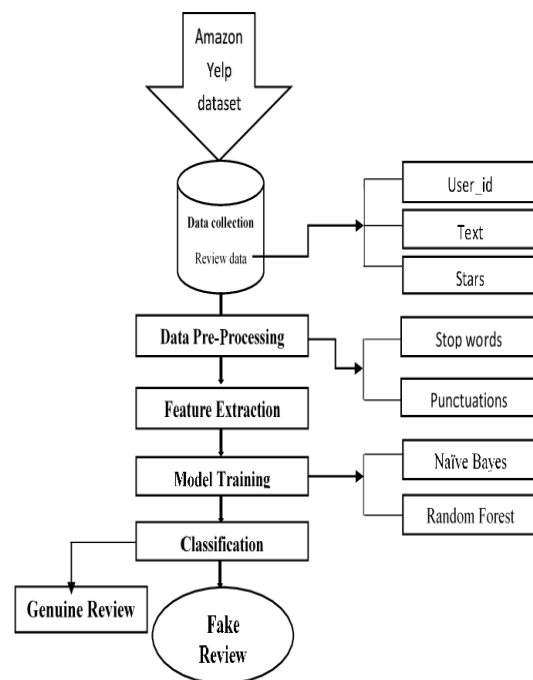 Amazon
Yelp
dataset
Data collection
Review data
User_id
Text
Stars
Data Pre-Processing
Stop words
Punctuations
Feature Extraction
Model Training
Naïve Bayes
Random Forest
Classification
Genuine Review
Fake
Review